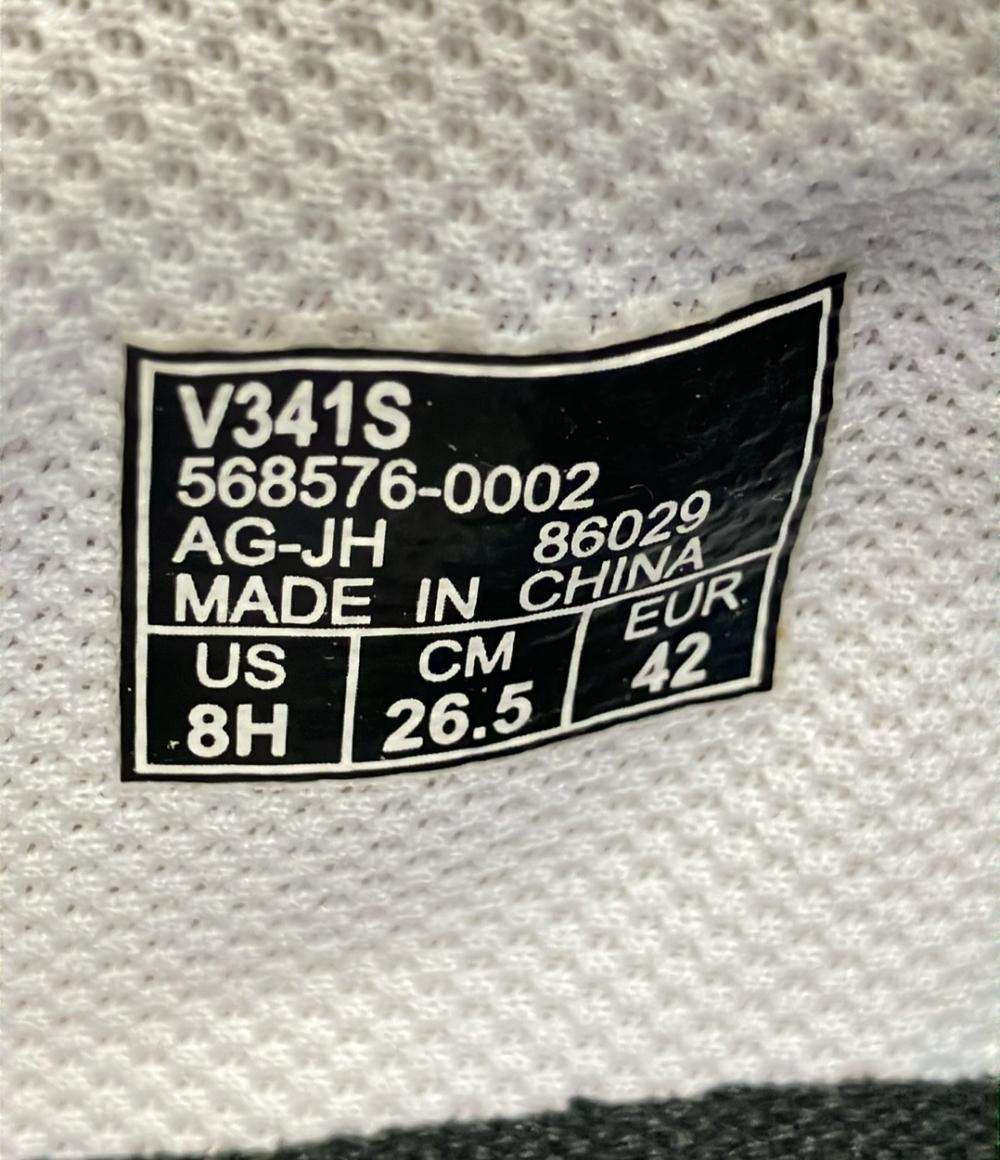 V341S
568576-0002
AG-JH 86029
MADE IN CHINA
US CM EUR.
8H 26.5 42